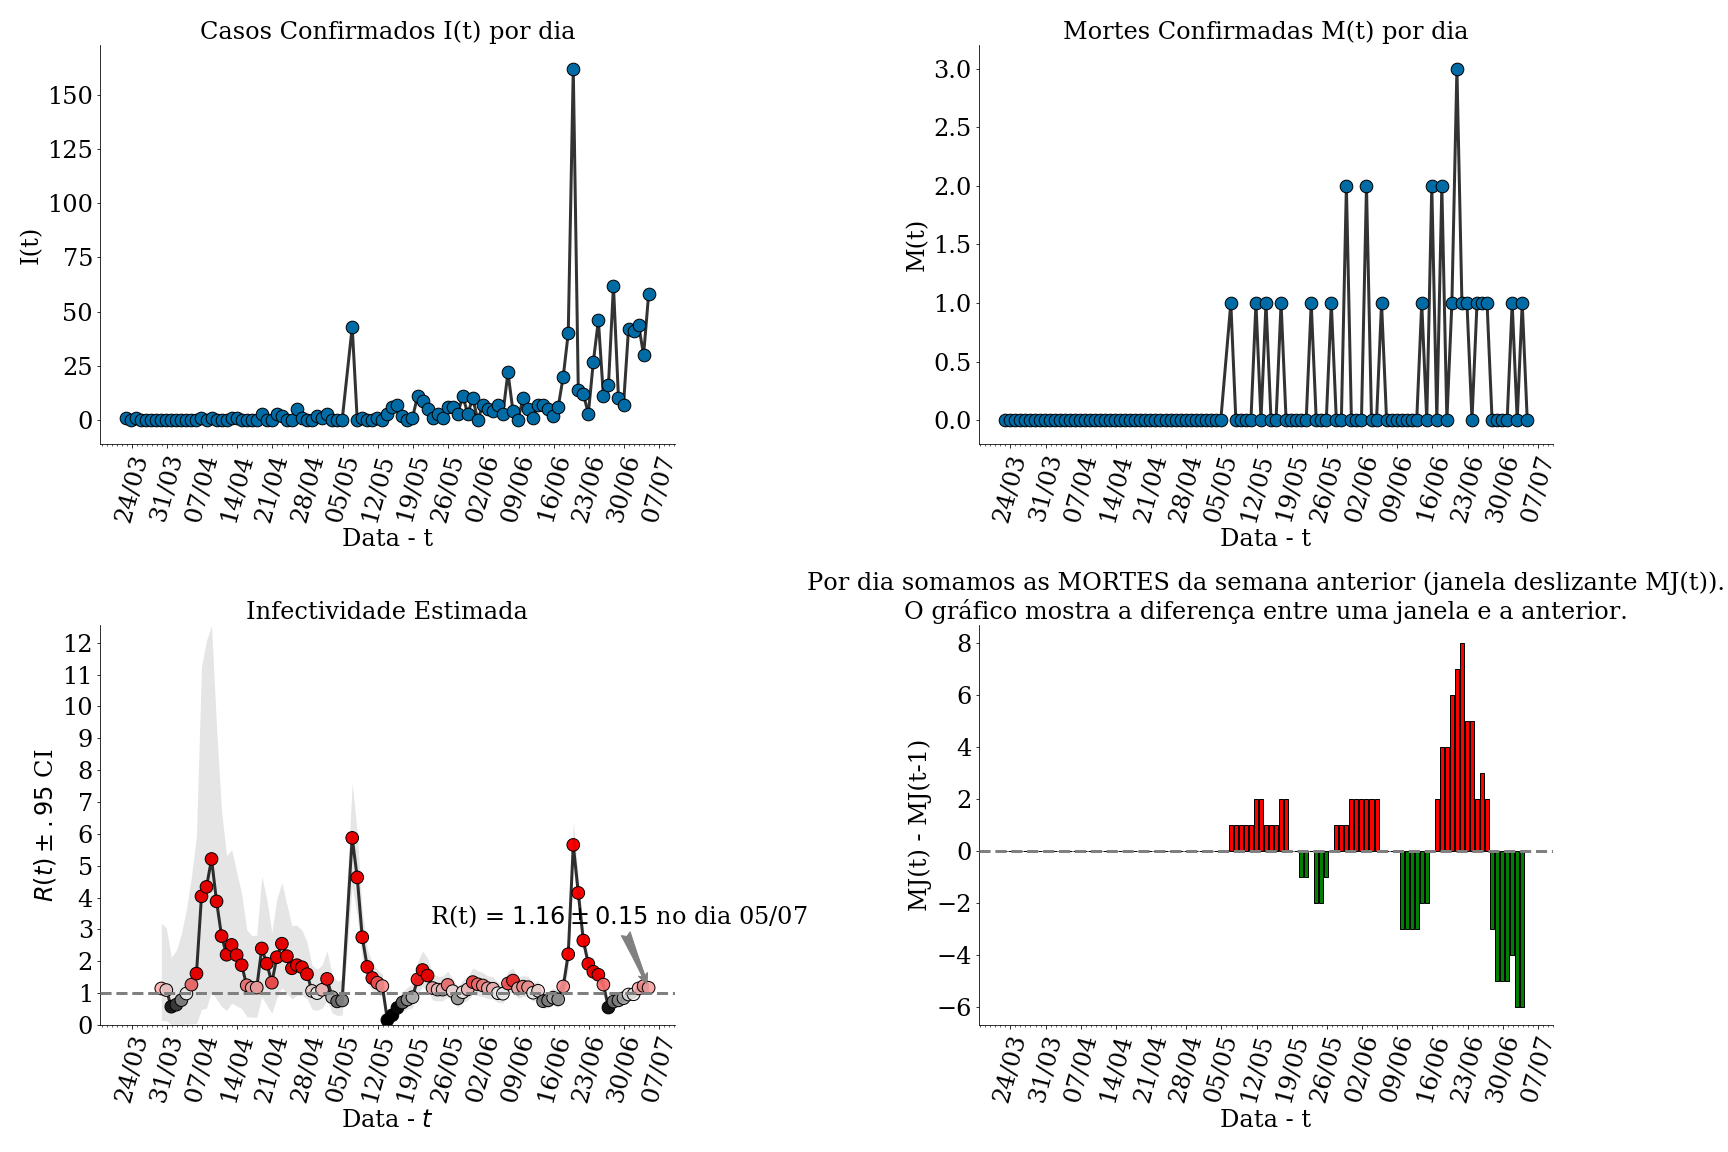 Casos Confirmados I(t) por dia
I(t)
150
125
100
75
50
25
0
24/03 31/03 07/04 14/04 21/04 28/04 05/05 12/05 19/05 26/05 02/06 09/06 16/06 23/06 30/06 07/07
Data - t
Mortes Confirmadas M(t) por dia
M(t)
3.0
2.5
2.0
1.5
1.0
0.5
0.0
24/03 31/03 07/04 14/04 21/04 28/04 05/05 12/05 19/05 26/05 02/06 09/06 16/06 23/06 30/06 07/07
Data - t
Infectividade Estimada
R(t) ± .95 CI
12
11
10
9
8
7
6
5
4
3
2
1
0
R(t) = 1.16 ± 0.15 no dia 05/07
24/03 31/03 07/04 14/04 21/04 28/04 05/05 12/05 19/05 26/05 02/06 09/06 16/06 23/06 30/06 07/07
Data - t
Por dia somamos as MORTES da semana anterior (janela deslizante MJ(t)).
O gráfico mostra a diferença entre uma janela e a anterior.
MJ(t) - MJ(t-1)
8
6
4
2
0
−2
−4
−6
24/03 31/03 07/04 14/04 21/04 28/04 05/05 12/05 19/05 26/05 02/06 09/06 16/06 23/06 30/06 07/07
Data - t